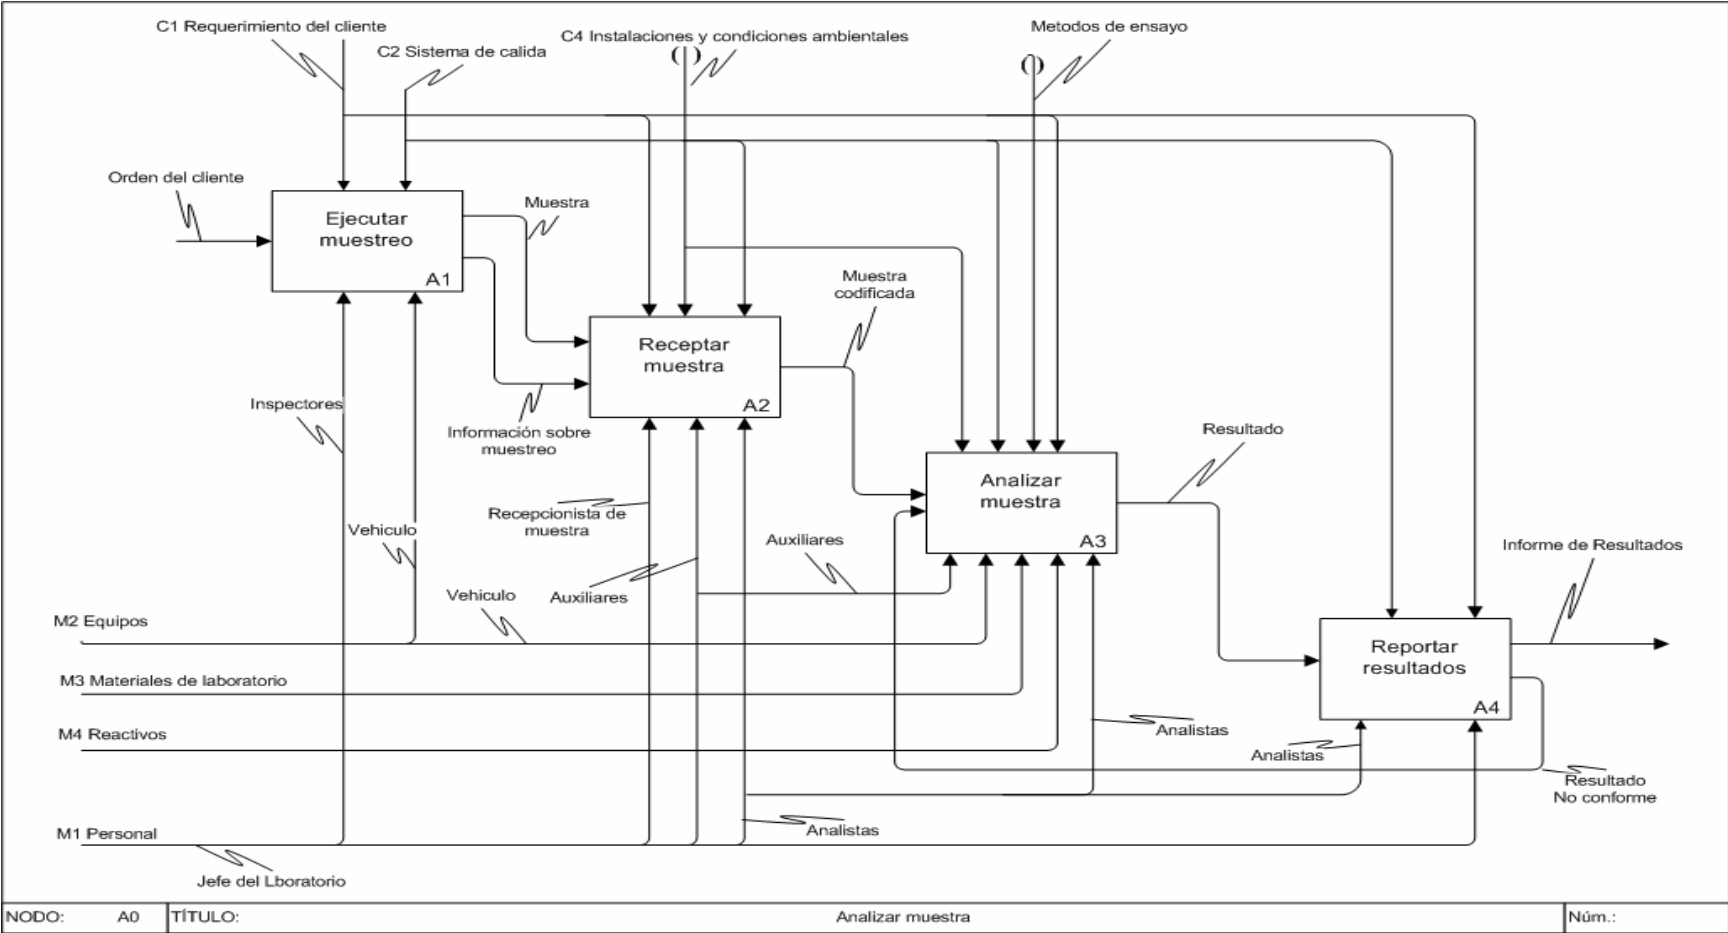 C1 Requerimiento del cliente
C2 Sistema de calida
C4 Instalaciones y condiciones ambientales
Metodos de ensayo
Orden del cliente
Ejecutar
muestreo
A1
Muestra
Muestra
codificada
Receptar
muestra
A2
Inspectores
Información sobre
muestreo
Resultado
Analizar
muestra
A3
Recepcionista de
muestra
Vehiculo
Auxiliares
Informe de Resultados
Vehiculo
Auxiliares
M2 Equipos
Reportar
resultados
A4
M3 Materiales de laboratorio
M4 Reactivos
Analistas
Analistas
Resultado
No conforme
M1 Personal
Analistas
Jefe del Lboratorio
NODO: A0 TÍTULO: Analizar muestra Núm.: